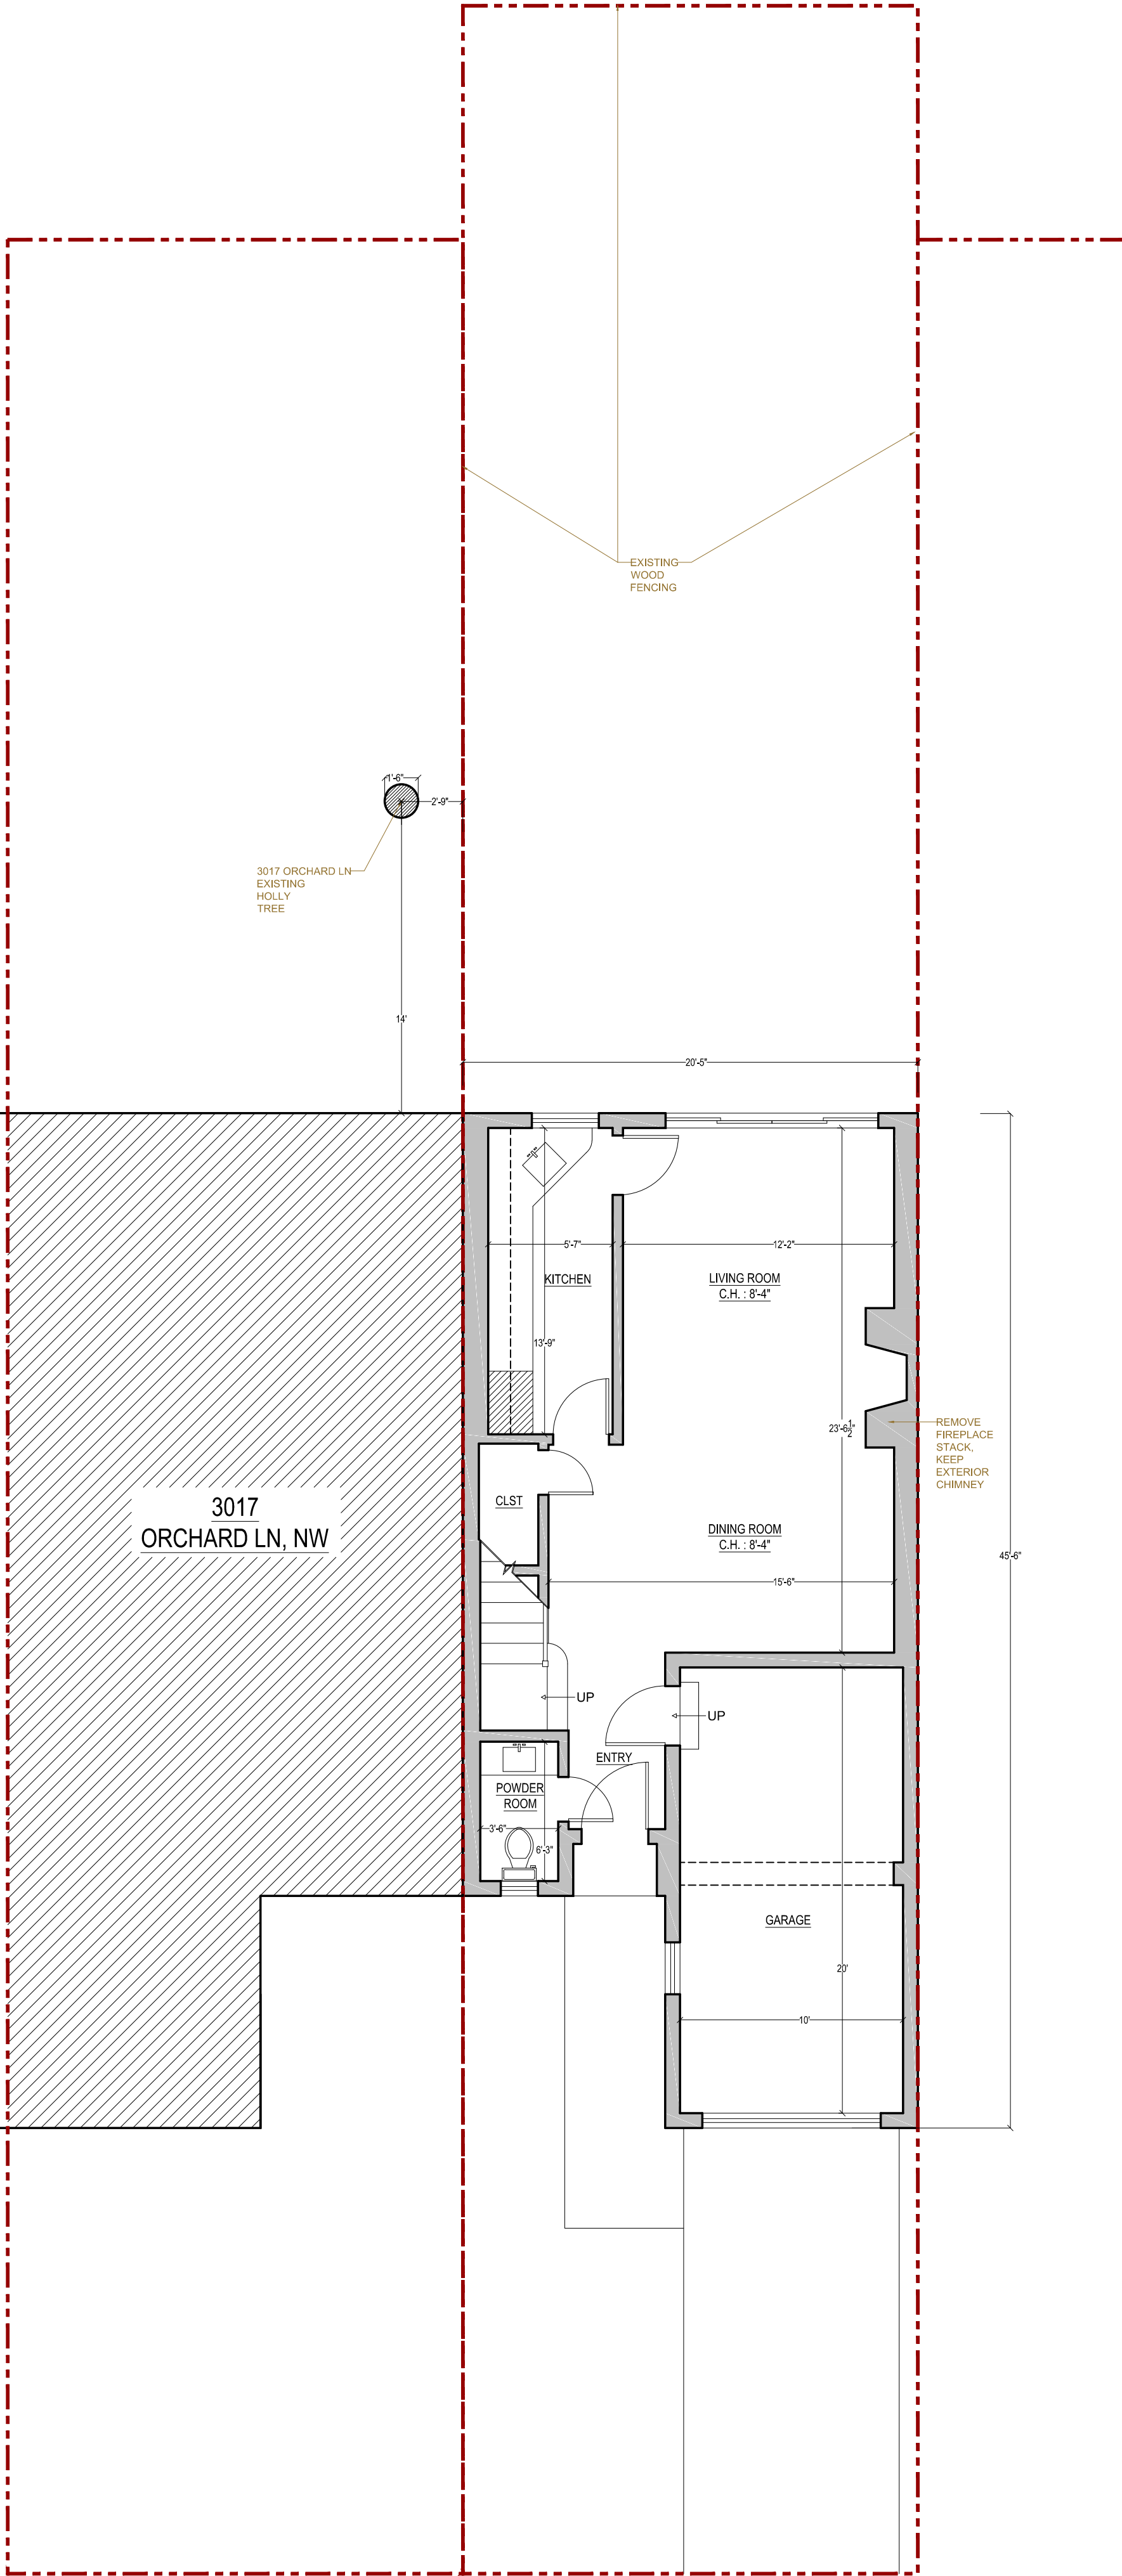 EXISTING
WOOD
FENCING
1'-6"
2'-9"
3017 ORCHARD LN
EXISTING
HOLLY
TREE
14'
20'-5"
5'-7"
12'-2"
KITCHEN
LIVING ROOM
C.H. : 8'-4"
13'-9"
23'-6 1/2"
REMOVE
FIREPLACE
STACK,
KEEP
EXTERIOR
CHIMNEY
3017
ORCHARD LN, NW
CLST
DINING ROOM
C.H. : 8'-4"
45'-6"
15'-6"
UP
UP
ENTRY
POWDER
ROOM
3'-6"
6'-3"
GARAGE
20'
10'